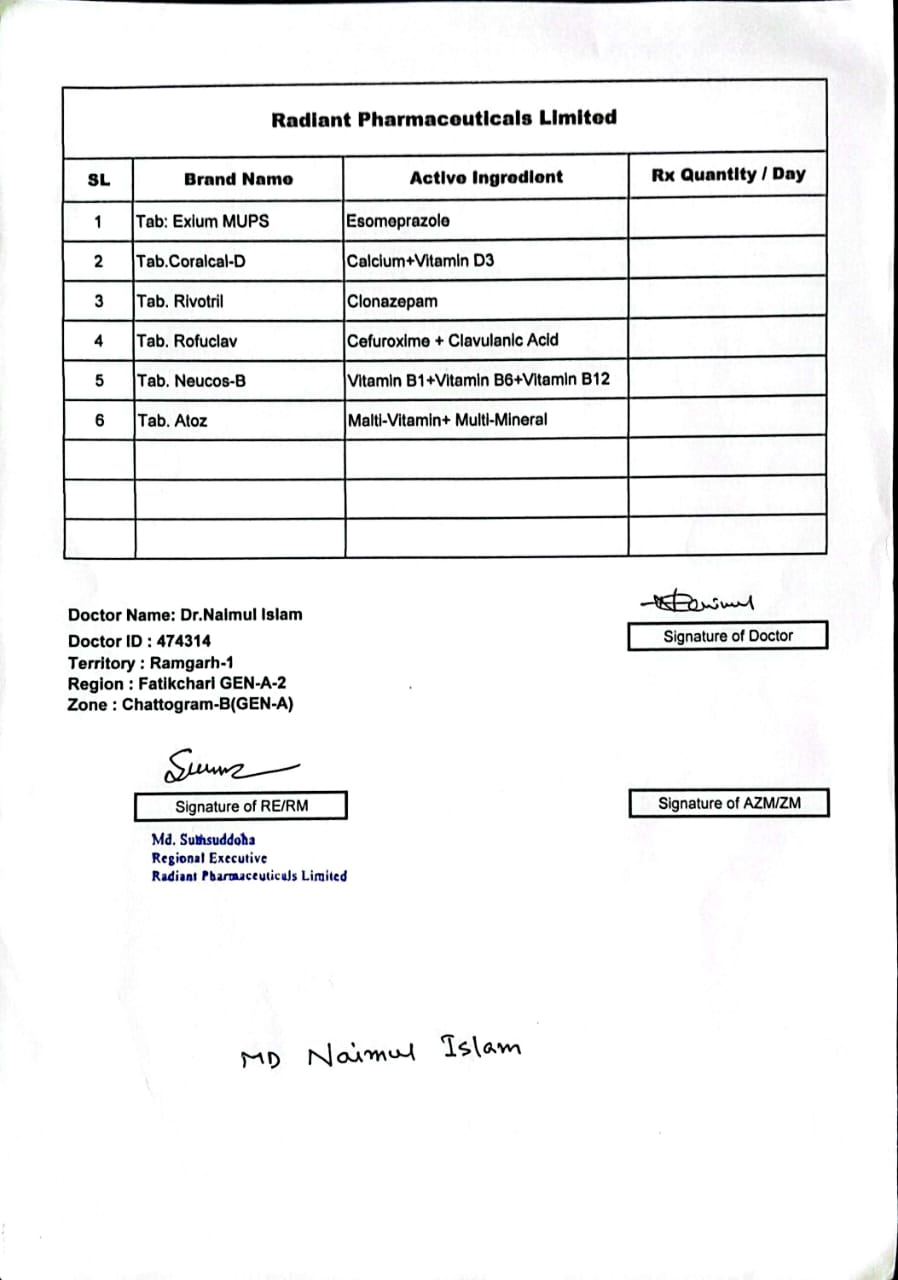 Radiant Pharmaceuticals Limited
SL Brand Name Active Ingredient Rx Quantity / Day
1 Tab: Exium MUPS Esomeprazole
2 Tab.Coralcal-D Calcium+Vitamin D3
3 Tab. Rivotril Clonazepam
4 Tab. Rofuclav Cefuroxime + Clavulanic Acid
5 Tab. Neucos-B Vitamin B1+Vitamin B6+Vitamin B12
6 Tab. Atoz Malti-Vitamin+ Multi-Mineral
Doctor Name: Dr.Naimul Islam
Signature of Doctor
Doctor ID : 474314
Territory : Ramgarh-1
Region : Fatikchari GEN-A-2
Zone : Chattogram-B(GEN-A)
Signature of RE/RM
Signature of AZM/ZM
Md.
Regional Executive
Radiant Pharmaceuticals Limited
MD Naimul Islam